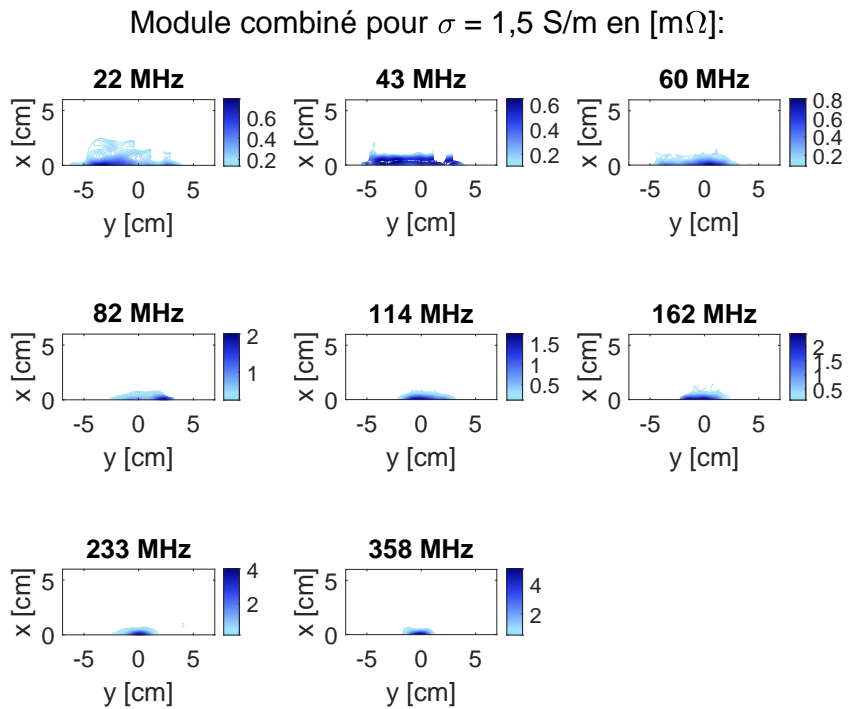 Module combiné pour σ = 1,5 S/m en [mΩ]:
22 MHz
x [cm]
5
0
-5 0 5
y [cm]
0.6
0.4
0.2
43 MHz
x [cm]
5
0
-5 0 5
y [cm]
0.6
0.4
0.2
60 MHz
x [cm]
5
0
-5 0 5
y [cm]
0.8
0.6
0.4
0.2
82 MHz
x [cm]
5
0
-5 0 5
y [cm]
2
1
114 MHz
x [cm]
5
0
-5 0 5
y [cm]
1.5
1
0.5
162 MHz
x [cm]
5
0
-5 0 5
y [cm]
2
1.5
1
0.5
233 MHz
x [cm]
5
0
-5 0 5
y [cm]
4
2
358 MHz
x [cm]
5
0
-5 0 5
y [cm]
4
2